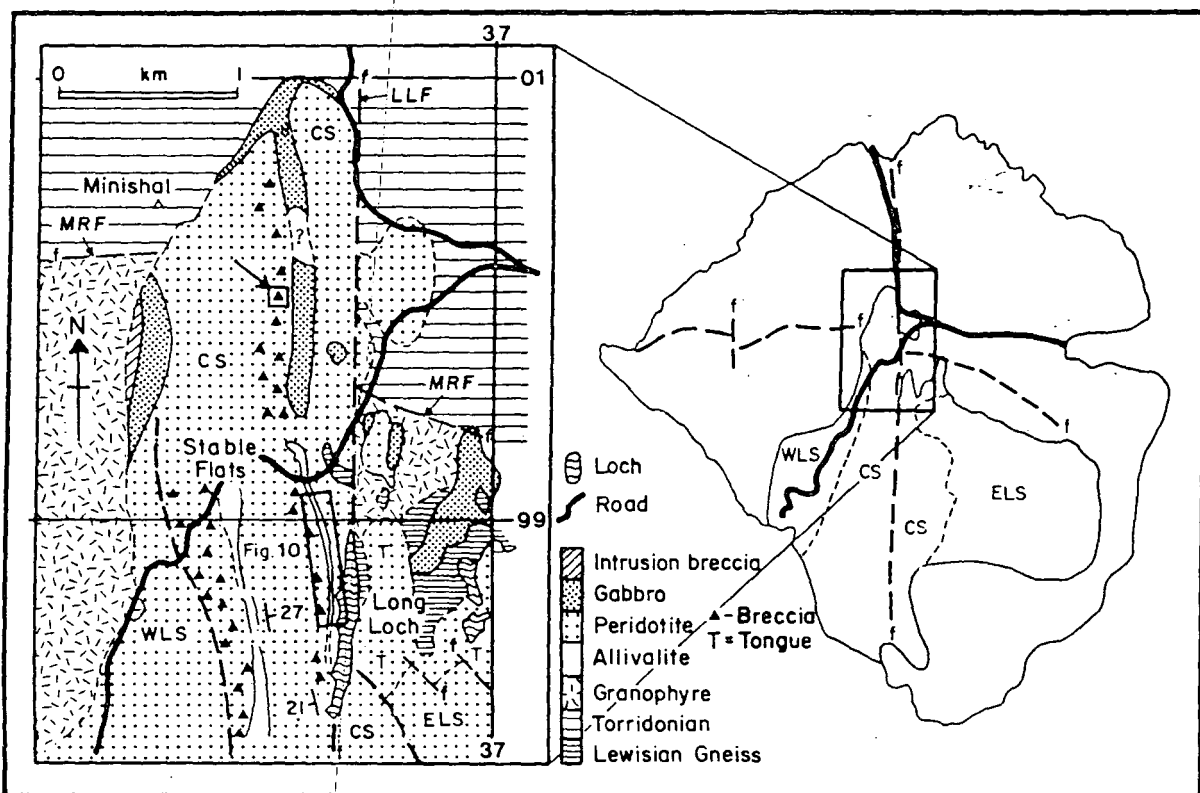 37
0 km 1
f
01
LLF
CS
Minishal
MRF
f
?
N
CS
MRF
Stable
Flats
99
Fig. 10
T
Long
Loch
27
WLS
T
f
T
f
21
CS
ELS
37
Loch
Road
Intrusion breccia
Gabbro
Peridotite
Allivalite
Granophyre
Torridonian
Lewisian Gneiss
▲-Breccia
T=Tongue
f
f
f
f
WLS
CS
ELS
CS
f